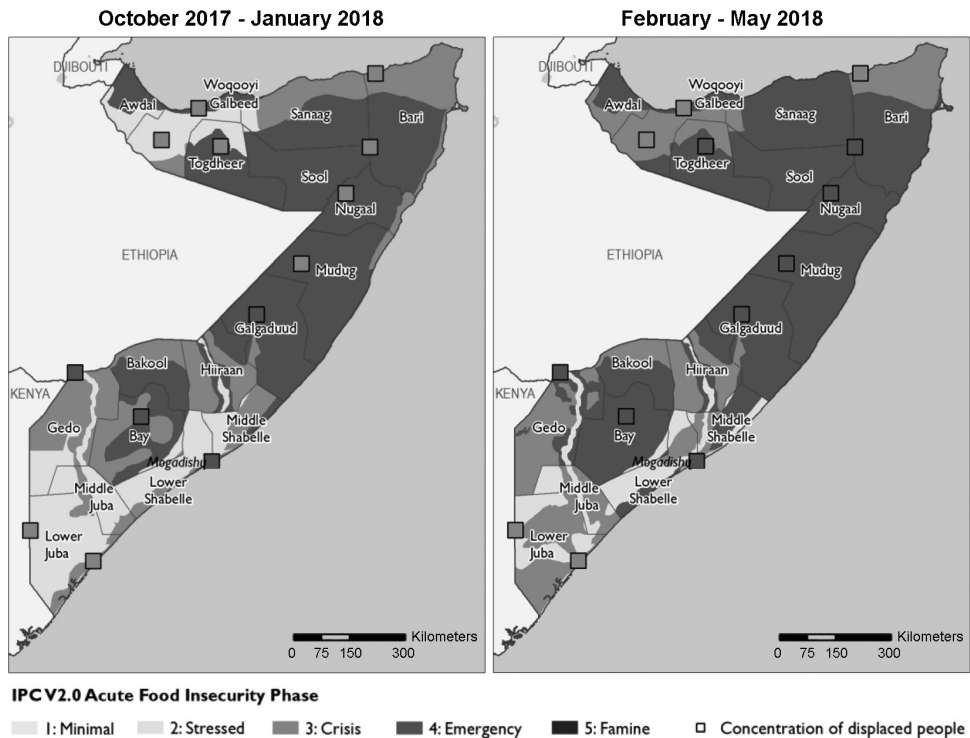 October 2017 - January 2018
February - May 2018
DJIBOUTI
Awdal
Woqooyi
Galbeed
Sanaag
Bari
Togdheer
Sool
Nugaal
ETHIOPIA
Mudug
Galgaduud
Bakool
Hiiraan
KENYA
Gedo
Bay
Middle
Shabelle
Mogadishu
Lower
Shabelle
Middle
Juba
Lower
Juba
Kilometers
0 75 150 300
DJIBOUTI
Awdal
Woqooyi
Galbeed
Sanaag
Bari
Togdheer
Sool
Nugaal
ETHIOPIA
Mudug
Galgaduud
Bakool
Hiiraan
KENYA
Gedo
Bay
Middle
Shabelle
Mogadishu
Lower
Shabelle
Middle
Juba
Lower
Juba
Kilometers
0 75 150 300
IPC V2.0 Acute Food Insecurity Phase
1: Minimal 2: Stressed 3: Crisis 4: Emergency 5: Famine Concentration of displaced people